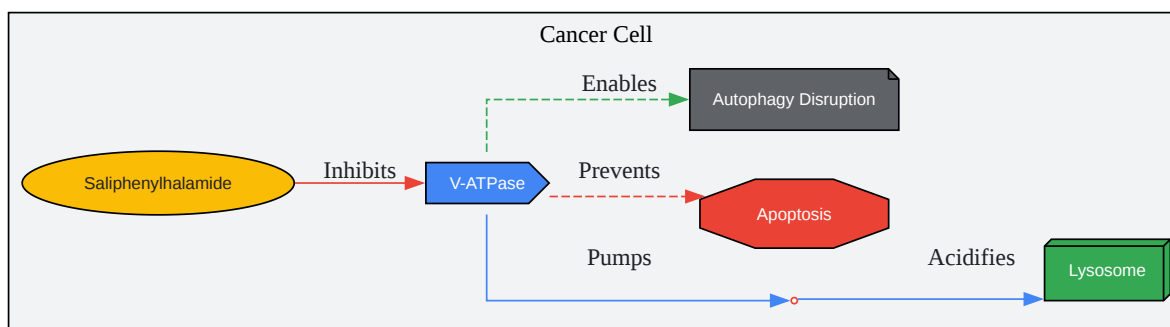 Cancer Cell
Enables
Autophagy Disruption
Saliphenylhalamide
Inhibits
V-ATPase
Prevents
Apoptosis
Pumps
Acidifies
Lysosome